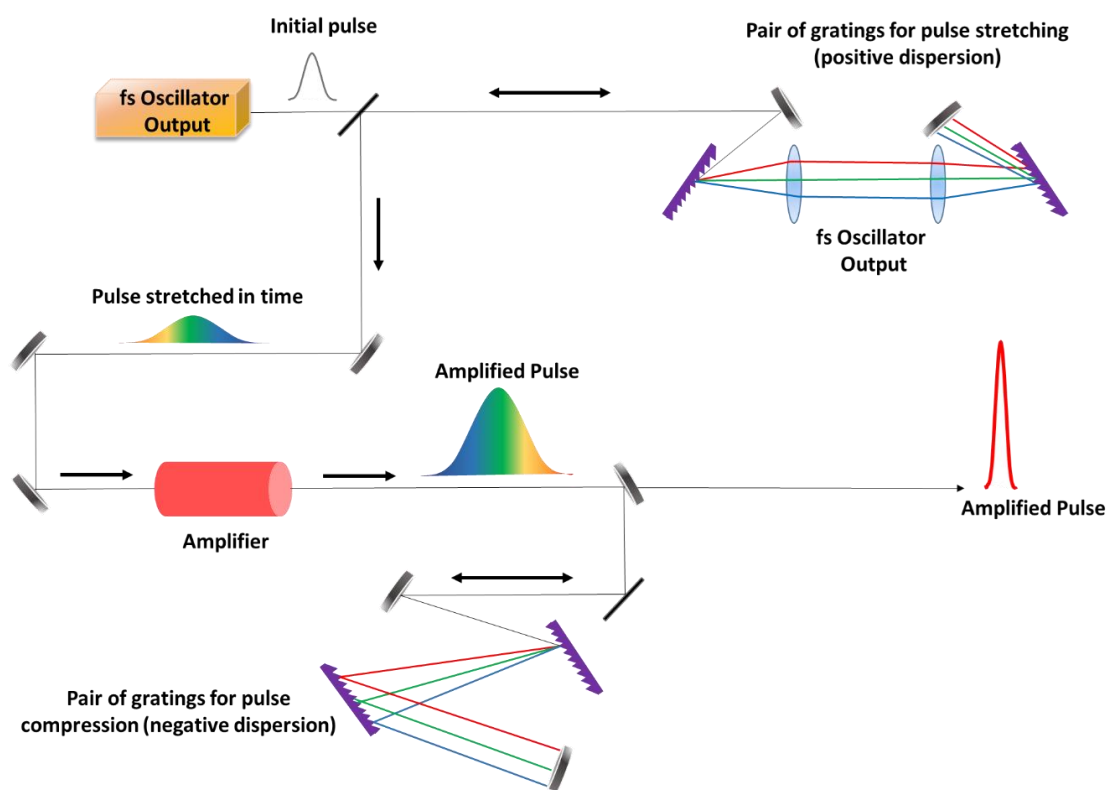 Initial pulse
fs Oscillator
Output
Pair of gratings for pulse stretching
(positive dispersion)
fs Oscillator
Output
Pulse stretched in time
Amplified Pulse
Amplifier
Amplified Pulse
Pair of gratings for pulse
compression (negative dispersion)